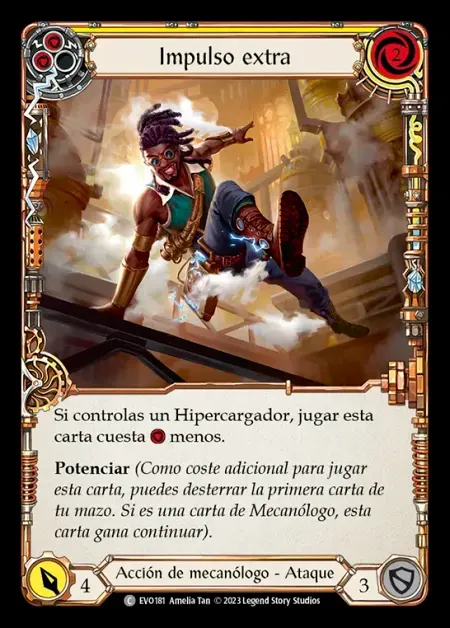 Impulso extra
2
Si controlas un Hipercargador, jugar esta
carta cuesta menos.
Potenciar (Como coste adicional para jugar
esta carta, puedes desterrar la primera carta de
tu mazo. Si es una carta de Mecanólogo, esta
carta gana continuar).
4
Acción de mecanólogo - Ataque
3
C EVO181 Amelia Tan © 2023 Legend Story Studios